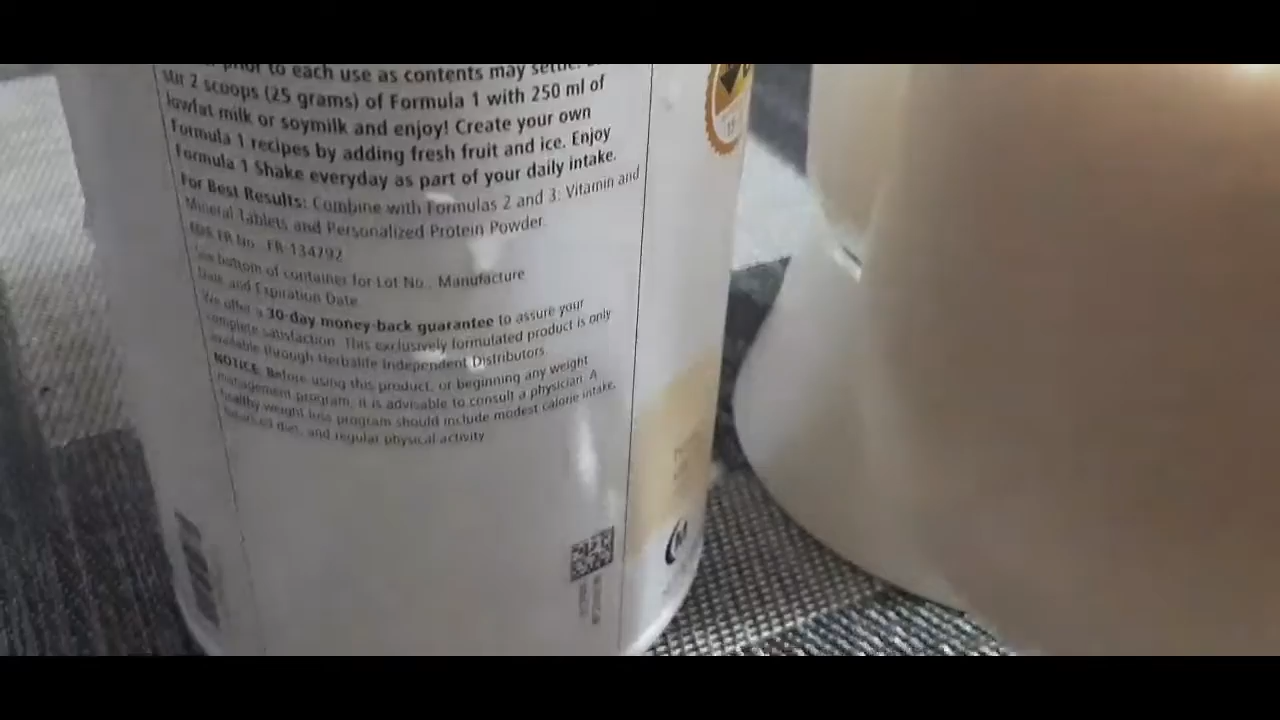 prior to each use as contents may settle.
stir 2 scoops (25 grams) of Formula 1 with 250 ml of
lowfat milk or soymilk and enjoy! Create your own
Formula 1 recipes by adding fresh fruit and ice. Enjoy
Formula 1 Shake everyday as part of your daily intake.
For Best Results: Combine with Formulas 2 and 3: Vitamin and
Mineral Tablets and Personalized Protein Powder.
FR No. FR-134792
See bottom of container for Lot No., Manufacture
Date and Expiration Date
We offer a 30-day money-back guarantee to assure your
complete satisfaction. This exclusively formulated product is only
available through Herbalife Independent Distributors.
NOTICE: Before using this product, or beginning any weight
management program, it is advisable to consult a physician. A
healthy weight-loss program should include modest calorie intake,
balanced diet, and regular physical activity